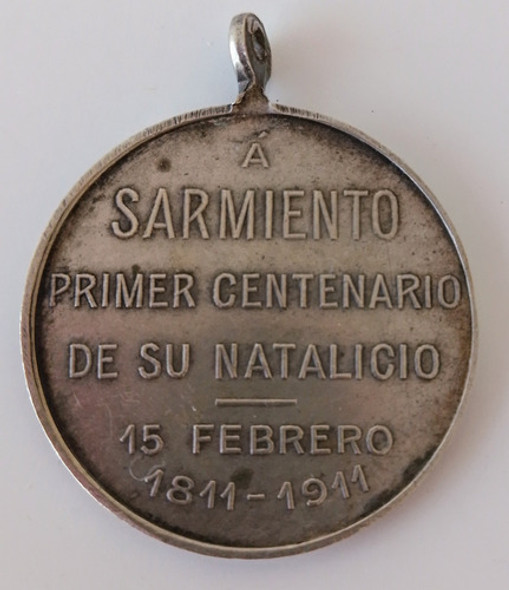 Á
SARMIENTO
PRIMER CENTENARIO
DE SU NATALICIO
15 FEBRERO
1811-1911